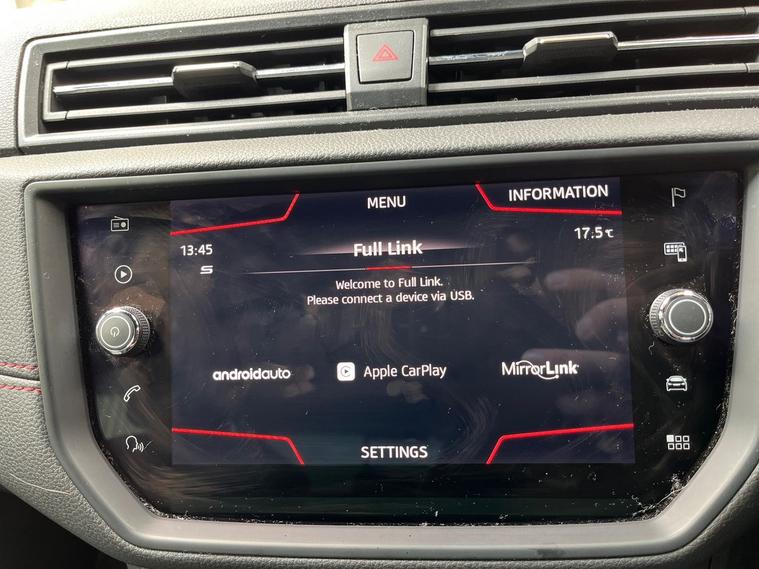 MENU
INFORMATION
13:45
Full Link
17.5°C
Welcome to Full Link.
Please connect a device via USB.
androidauto
Apple CarPlay
MirrorLink
SETTINGS